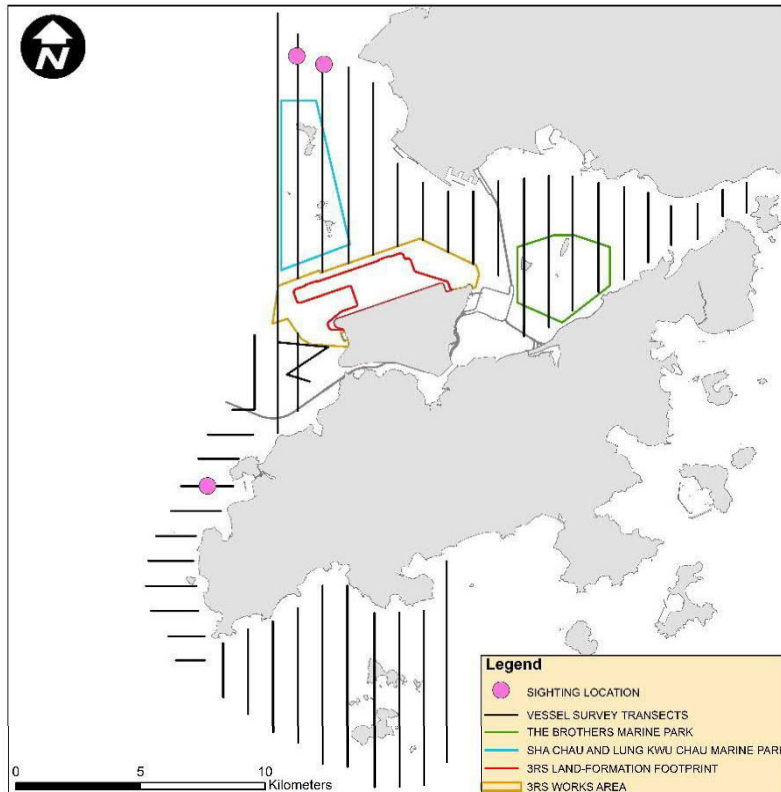 N
Legend
SIGHTING LOCATION
VESSEL SURVEY TRANSECTS
THE BROTHERS MARINE PARK
SHA CHAU AND LUNG KWU CHAU MARINE PARK
3RS LAND-FORMATION FOOTPRINT
3RS WORKS AREA
0 5 10
Kilometers